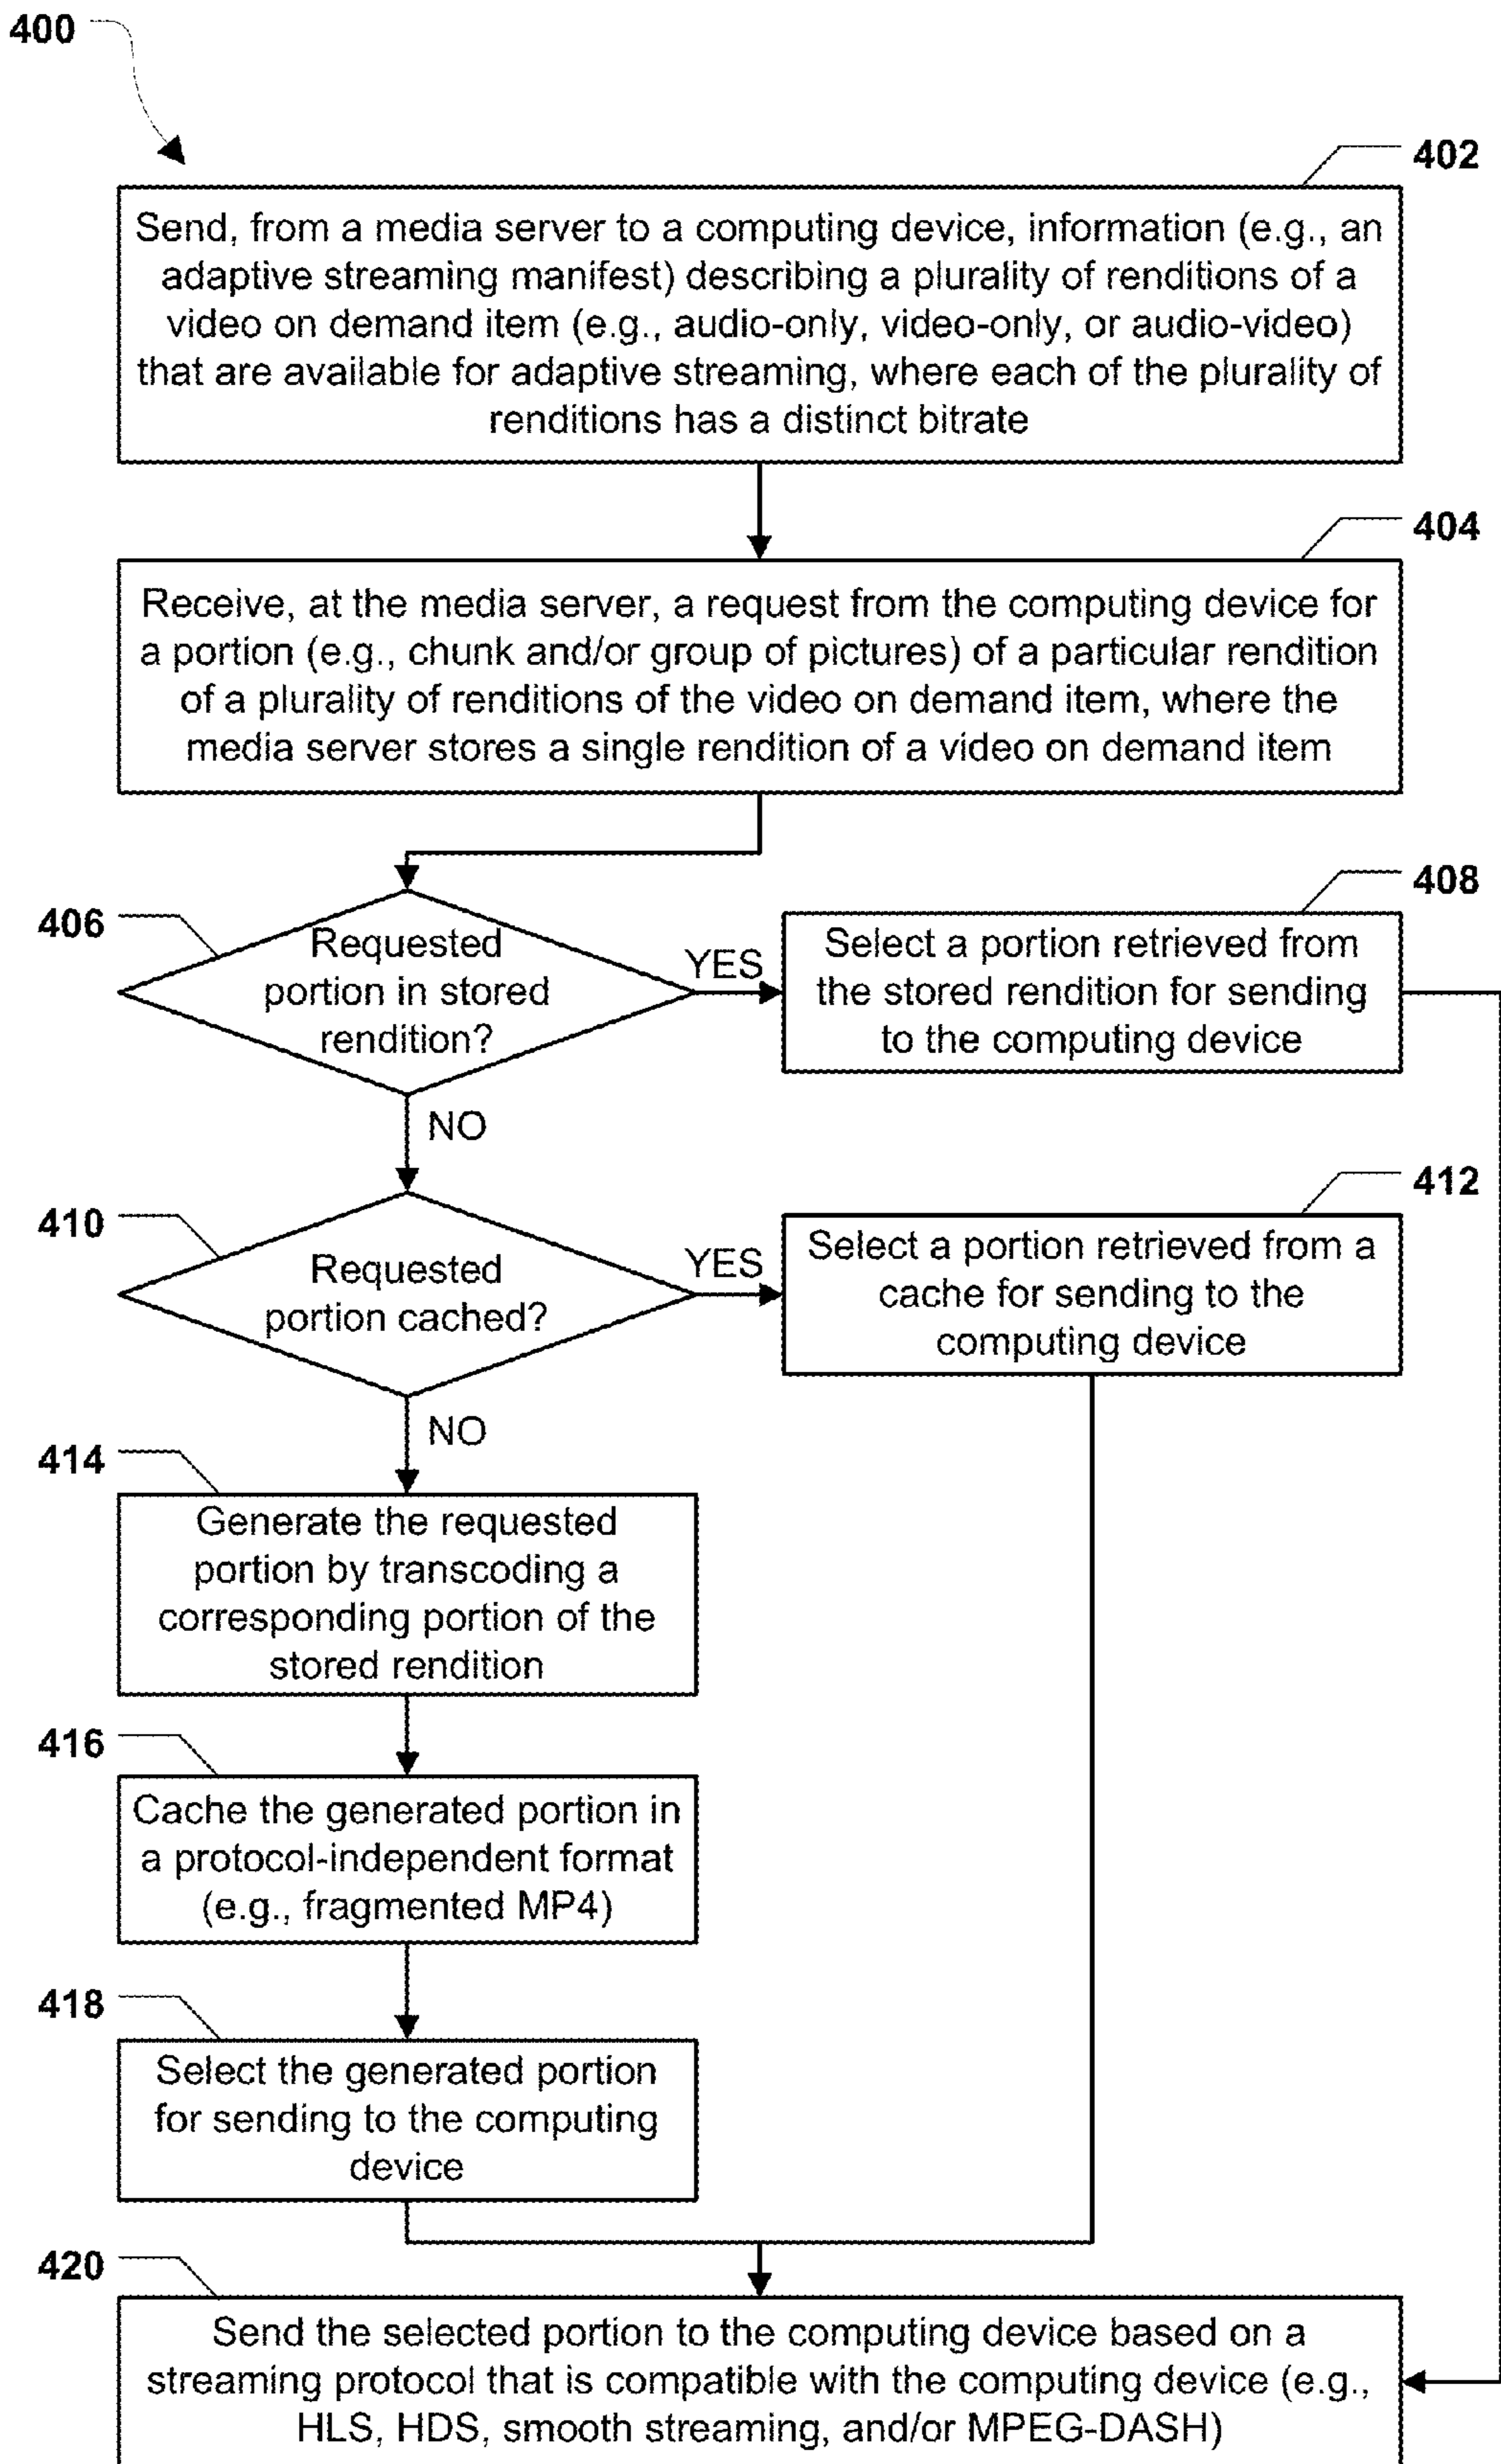 400
402
Send, from a media server to a computing device, information (e.g., an
adaptive streaming manifest) describing a plurality of renditions of a
video on demand item (e.g., audio-only, video-only, or audio-video)
that are available for adaptive streaming, where each of the plurality of
renditions has a distinct bitrate
404
Receive, at the media server, a request from the computing device for
a portion (e.g., chunk and/or group of pictures) of a particular rendition
of a plurality of renditions of the video on demand item, where the
media server stores a single rendition of a video on demand item
406
Requested
portion in stored
rendition?
YES
408
Select a portion retrieved from
the stored rendition for sending
to the computing device
NO
410
Requested
portion cached?
YES
412
Select a portion retrieved from a
cache for sending to the
computing device
NO
414
Generate the requested
portion by transcoding a
corresponding portion of the
stored rendition
416
Cache the generated portion in
a protocol-independent format
(e.g., fragmented MP4)
418
Select the generated portion
for sending to the computing
device
420
Send the selected portion to the computing device based on a
streaming protocol that is compatible with the computing device (e.g.,
HLS, HDS, smooth streaming, and/or MPEG-DASH)